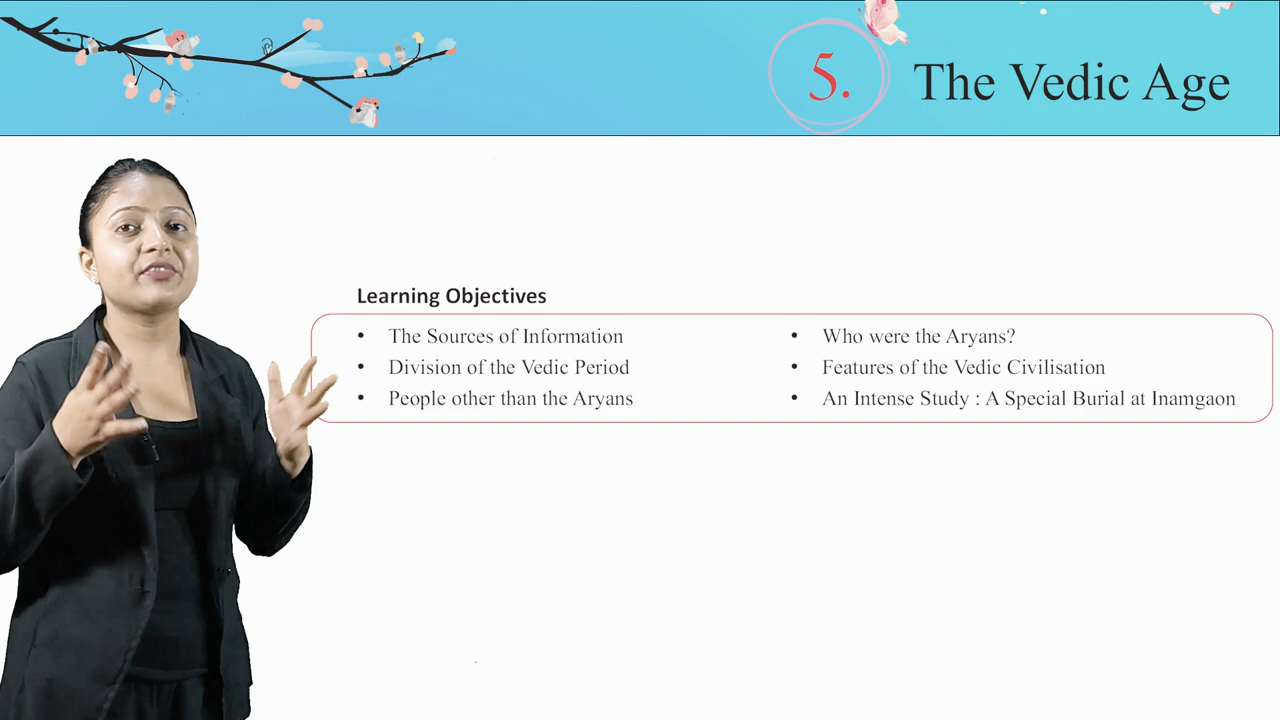 5. The Vedic Age
Learning Objectives
• The Sources of Information
• Division of the Vedic Period
• People other than the Aryans
• Who were the Aryans?
• Features of the Vedic Civilisation
• An Intense Study : A Special Burial at Inamgaon